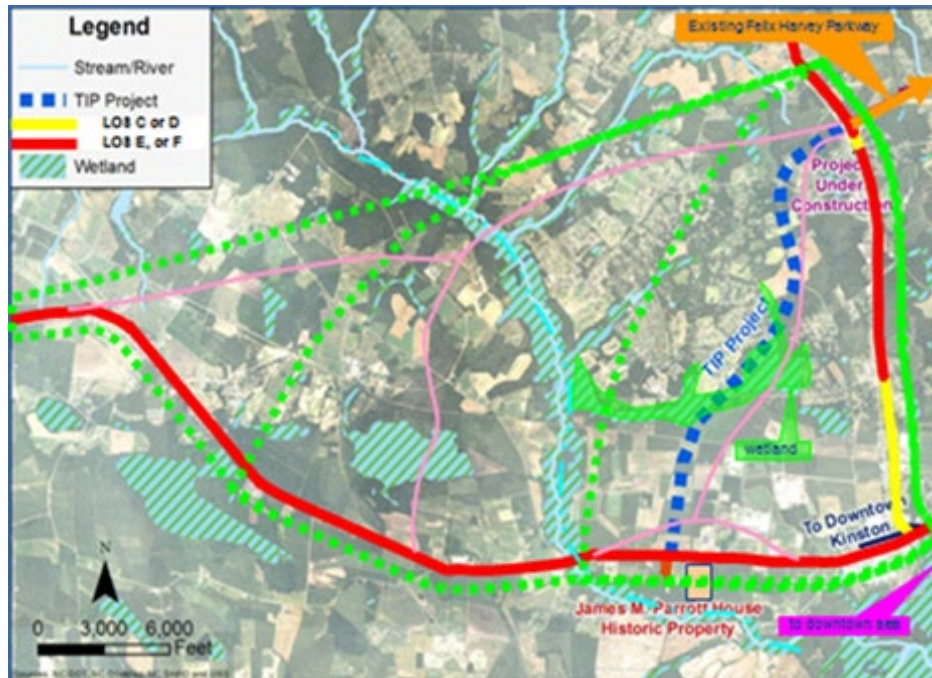 Legend
Stream/River
TIP Project
LOS C or D
LOS E, or F
Wetland
Existing Felix Harvey Parkway
Project
Under
Construction
TIP Project
wetland
To Downtown
Kinston
James M. Parrott House
Historic Property
to downtown area
N
0 3,000 6,000
Feet